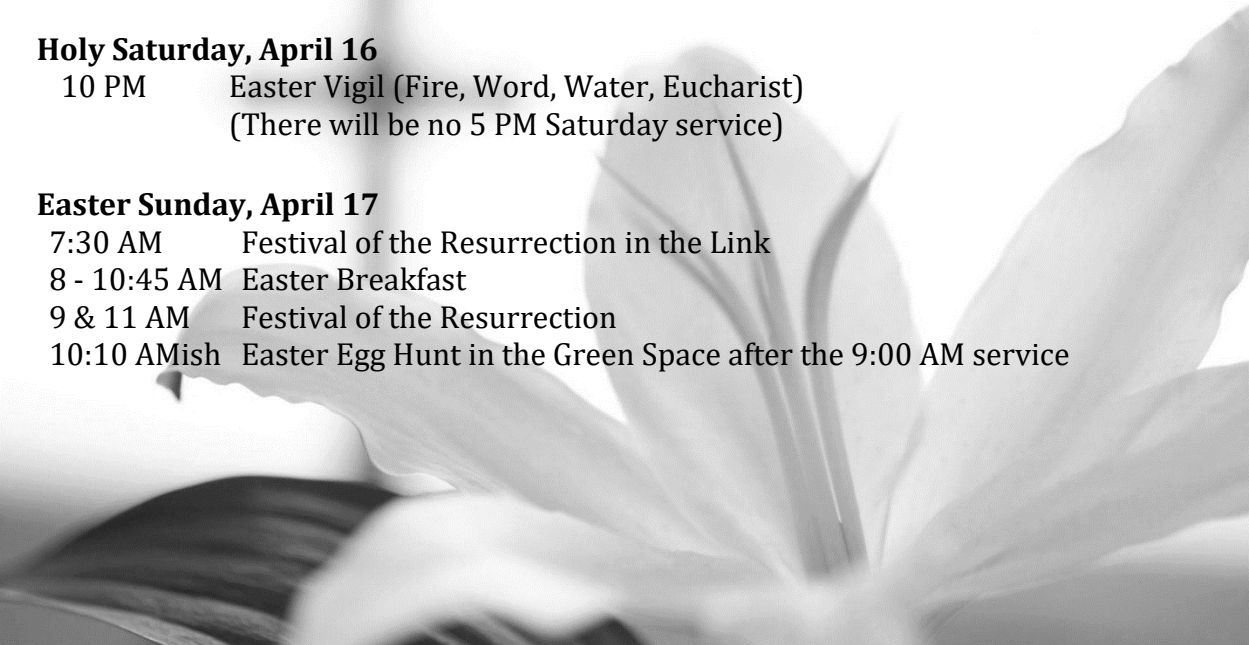 Holy Saturday, April 16
10 PM Easter Vigil (Fire, Word, Water, Eucharist)
(There will be no 5 PM Saturday service)
Easter Sunday, April 17
7:30 AM Festival of the Resurrection in the Link
8 - 10:45 AM Easter Breakfast
9 & 11 AM Festival of the Resurrection
10:10 AMish Easter Egg Hunt in the Green Space after the 9:00 AM service